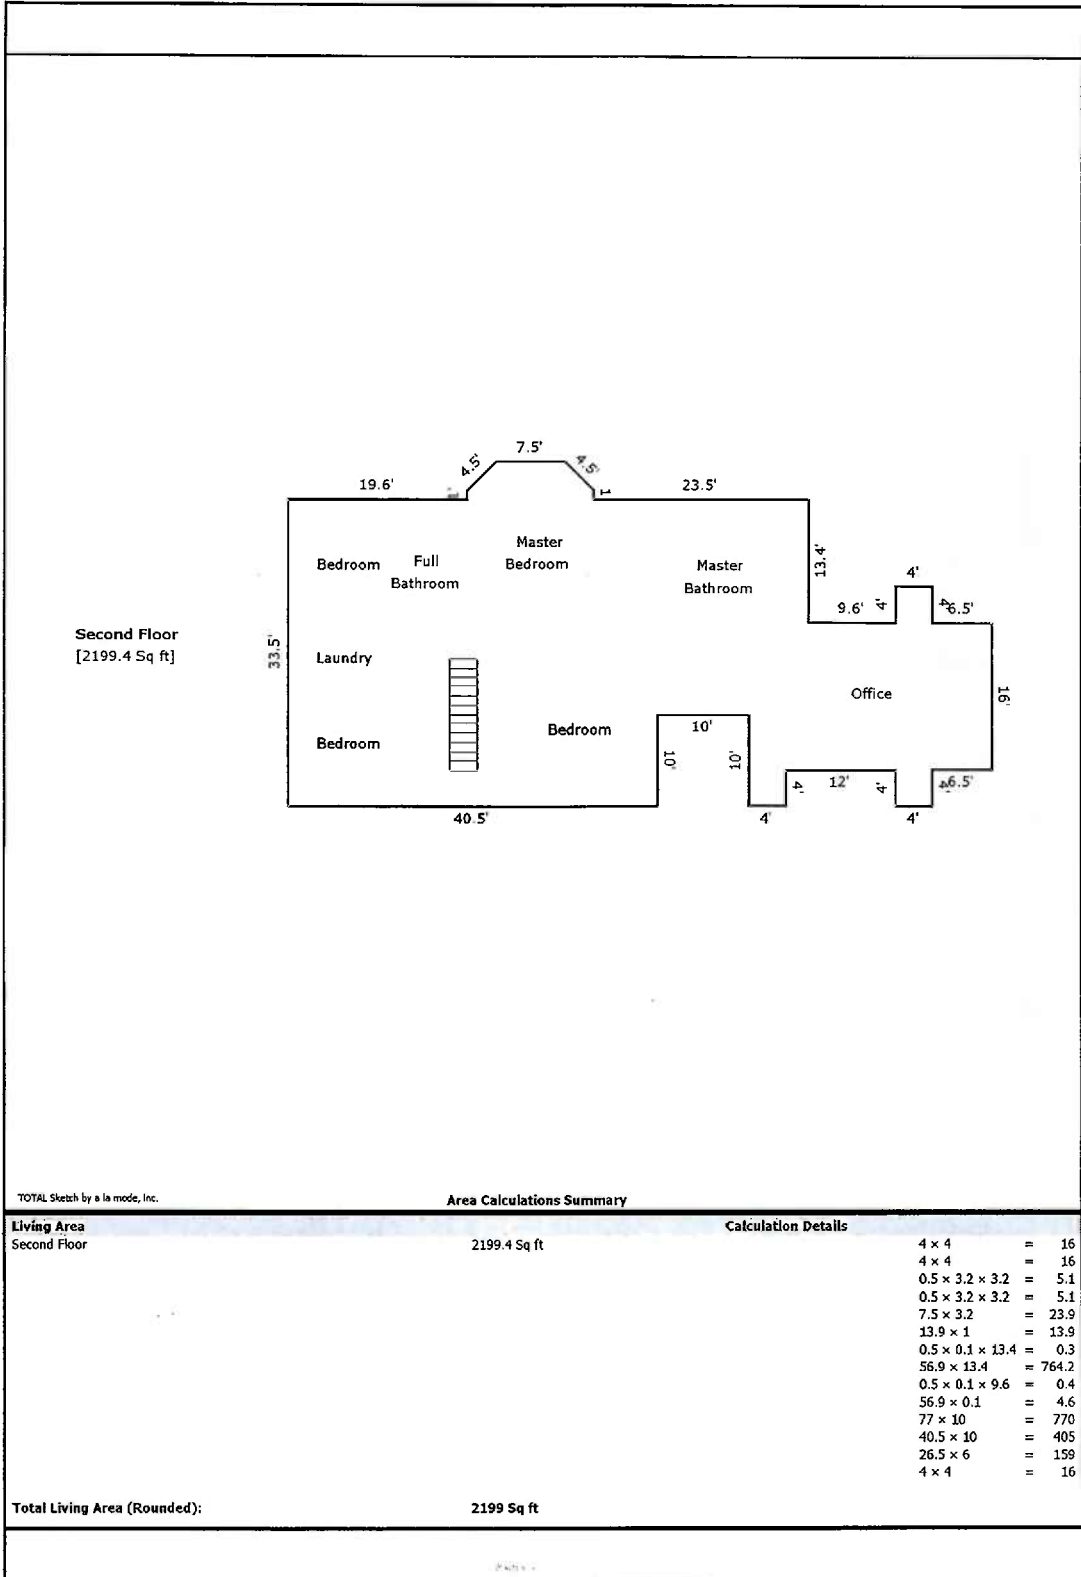 7.5'
4.5'
4.5'
19.6'
1'
1
23.5'
Master
Bedroom
Bedroom
Full
Bathroom
Master
Bathroom
13.4'
4'
9.6'
4'
4'
6.5'
Second Floor
[2199.4 Sq ft]
33.5'
Laundry
Office
16'
Bedroom
Bedroom
10'
10'
10'
4'
12'
4'
4'
6.5'
40.5'
4'
4'
TOTAL Sketch by a la mode, inc.
Area Calculations Summary
Living Area Calculation Details
Second Floor 2199.4 Sq ft 4 × 4 = 16
4 × 4 = 16
0.5 × 3.2 × 3.2 = 5.1
0.5 × 3.2 × 3.2 = 5.1
7.5 × 3.2 = 23.9
13.9 × 1 = 13.9
0.5 × 0.1 × 13.4 = 0.3
56.9 × 13.4 = 764.2
0.5 × 0.1 × 9.6 = 0.4
56.9 × 0.1 = 4.6
77 × 10 = 770
40.5 × 10 = 405
26.5 × 6 = 159
4 × 4 = 16
Total Living Area (Rounded): 2199 Sq ft